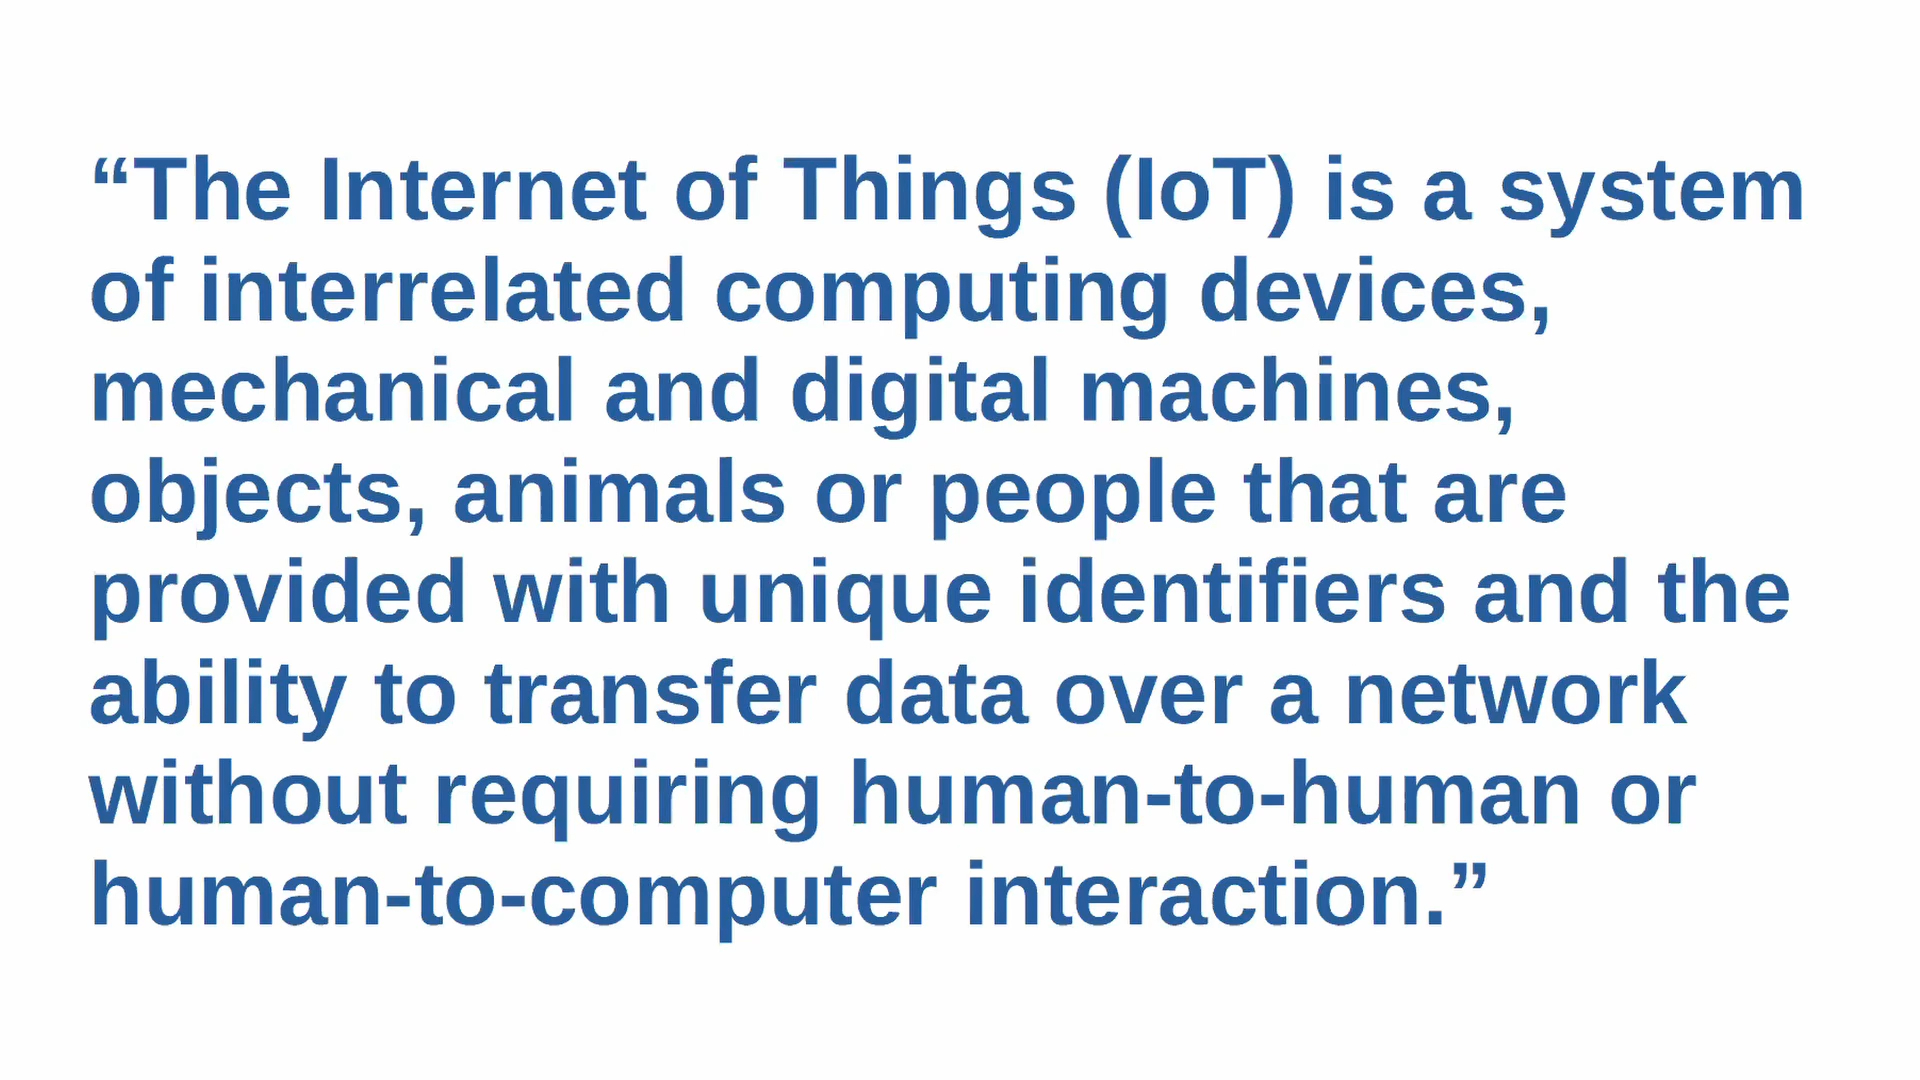 “The Internet of Things (IoT) is a system
of interrelated computing devices,
mechanical and digital machines,
objects, animals or people that are
provided with unique identifiers and the
ability to transfer data over a network
without requiring human-to-human or
human-to-computer interaction.”